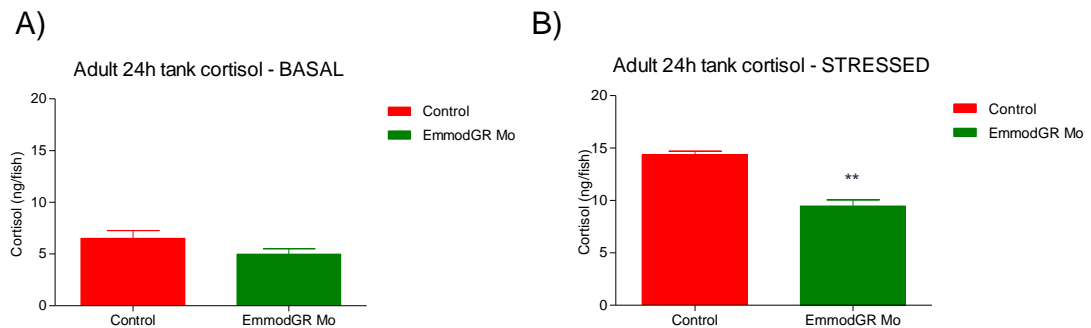 A)
Adult 24h tank cortisol - BASAL
20
15
10
5
0
Cortisol (ng/fish)
Control
EmmodGR Mo
Control
EmmodGR Mo
B)
Adult 24h tank cortisol - STRESSED
20
15
10
5
0
Cortisol (ng/fish)
**
Control
EmmodGR Mo
Control
EmmodGR Mo